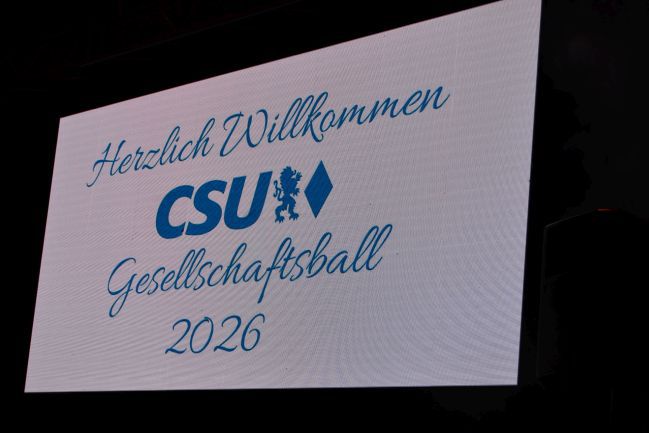 Herzlich Willkommen
CSU
Gesellschaftsball
2026